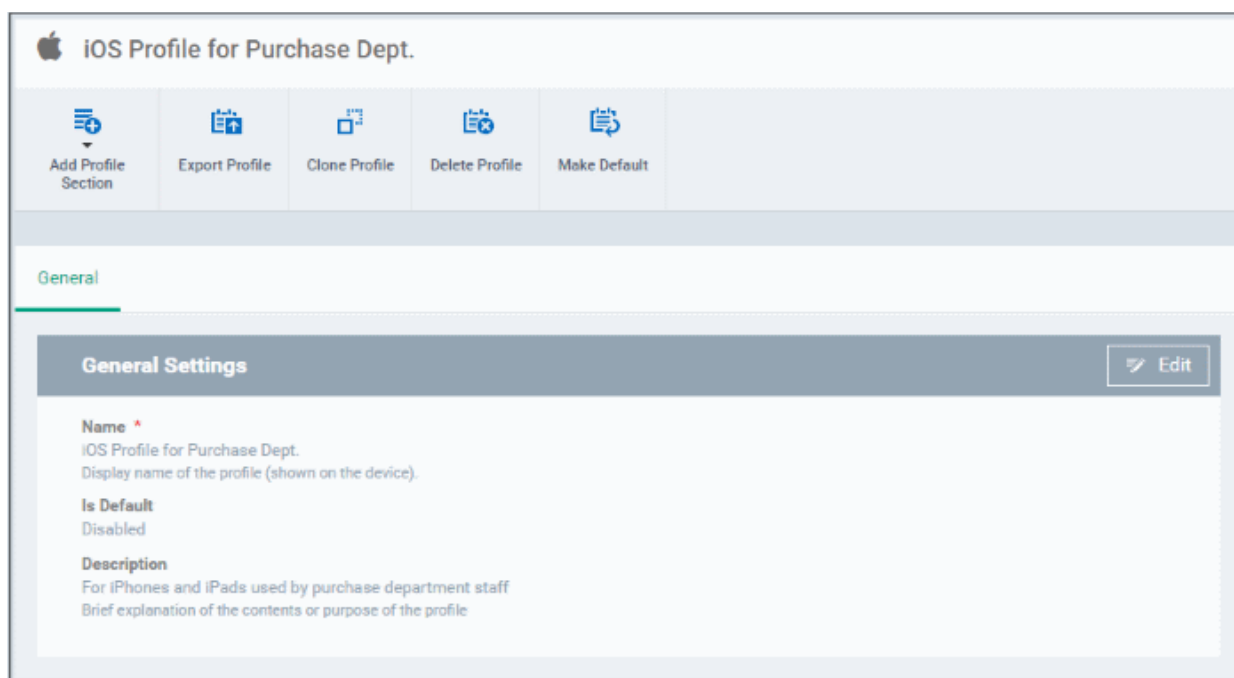 iOS Profile for Purchase Dept.
Add Profile
Section
Export Profile
Clone Profile
Delete Profile
Make Default
General
General Settings
Edit
Name *
iOS Profile for Purchase Dept.
Display name of the profile (shown on the device).
Is Default
Disabled
Description
For iPhones and iPads used by purchase department staff
Brief explanation of the contents or purpose of the profile